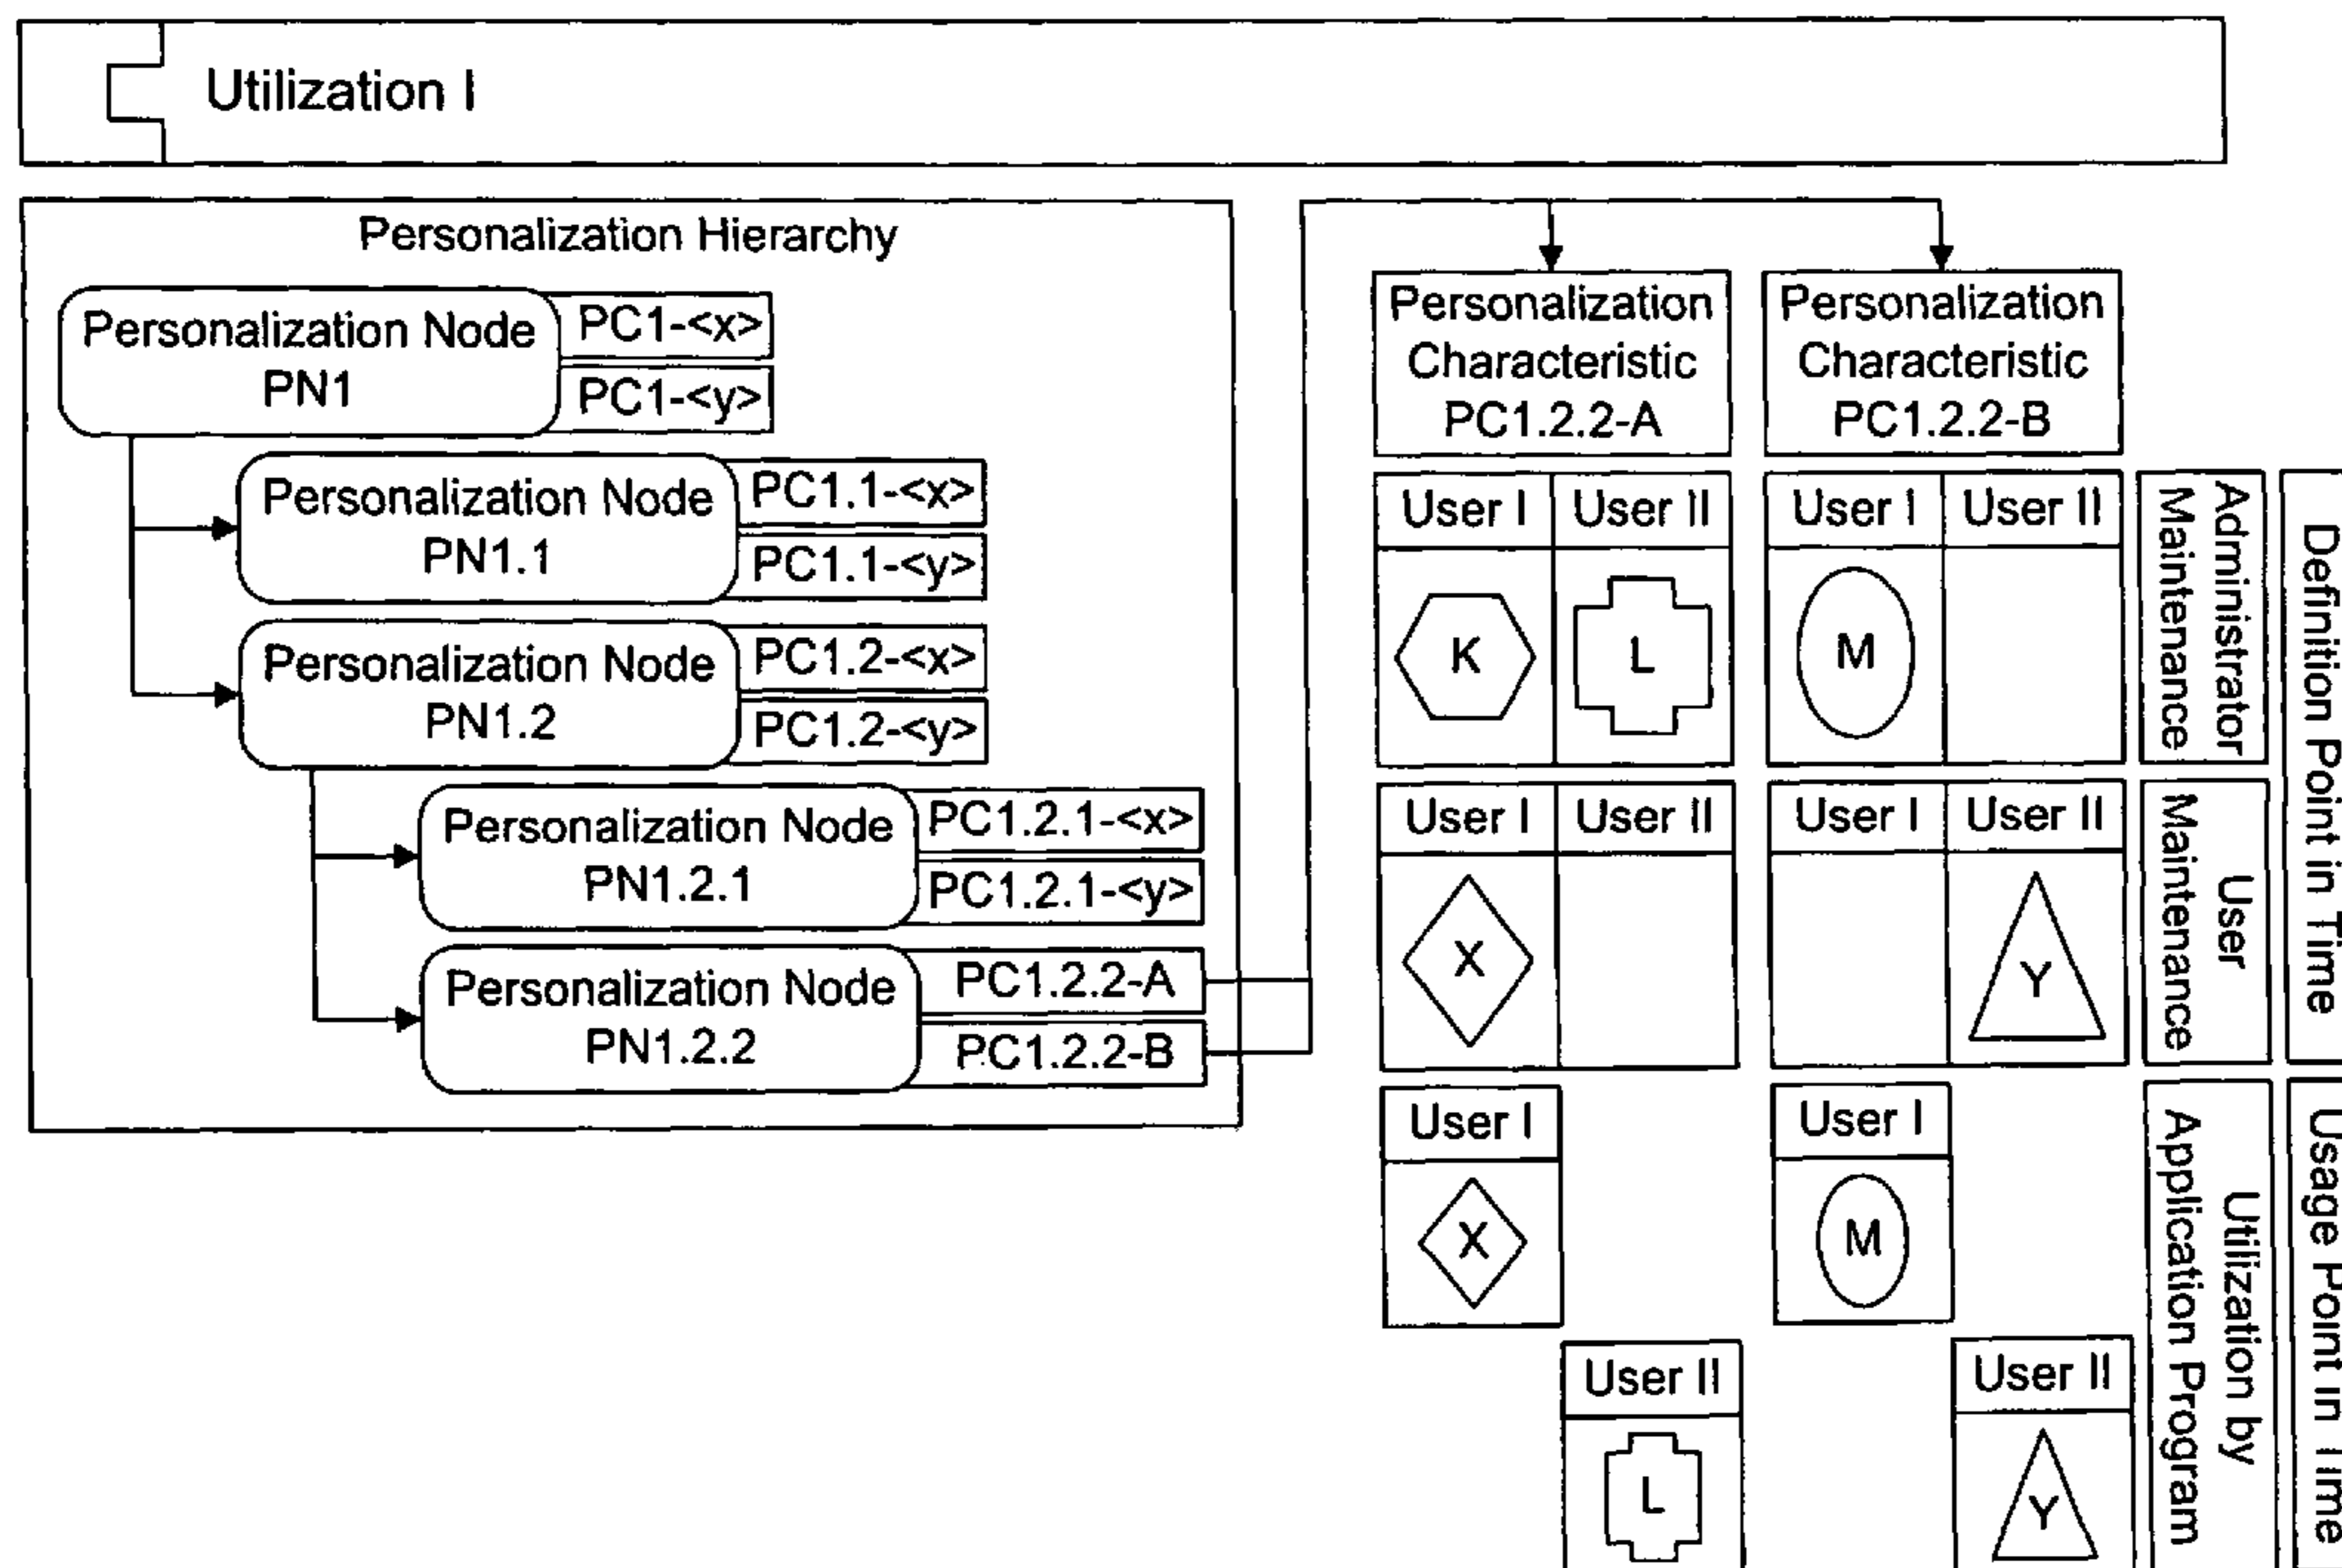 Utilization I
Personalization Hierarchy
Personalization Node
PN1
PC1-<x>
PC1-<y>
Personalization Node
PN1.1
PC1.1-<x>
PC1.1-<y>
Personalization Node
PN1.2
PC1.2-<x>
PC1.2-<y>
Personalization Node
PN1.2.1
PC1.2.1-<x>
PC1.2.1-<y>
Personalization Node
PN1.2.2
PC1.2.2-A
PC1.2.2-B
Personalization
Characteristic
PC1.2.2-A
Personalization
Characteristic
PC1.2.2-B
User I
User II
User I
User II
K
L
M
Administrator
Maintenance
User I
User II
User I
User II
X
Y
User
Maintenance
Definition Point in Time
User I
User I
X
M
User II
User II
L
Y
Utilization by
Application Program
Usage Point in Time